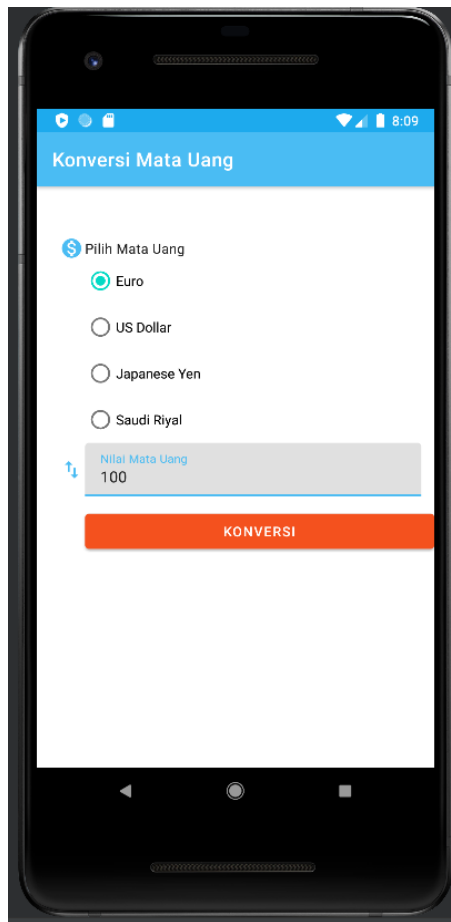 8:09
Konversi Mata Uang
Pilih Mata Uang
Euro
US Dollar
Japanese Yen
Saudi Riyal
Nilai Mata Uang
100
KONVERSI